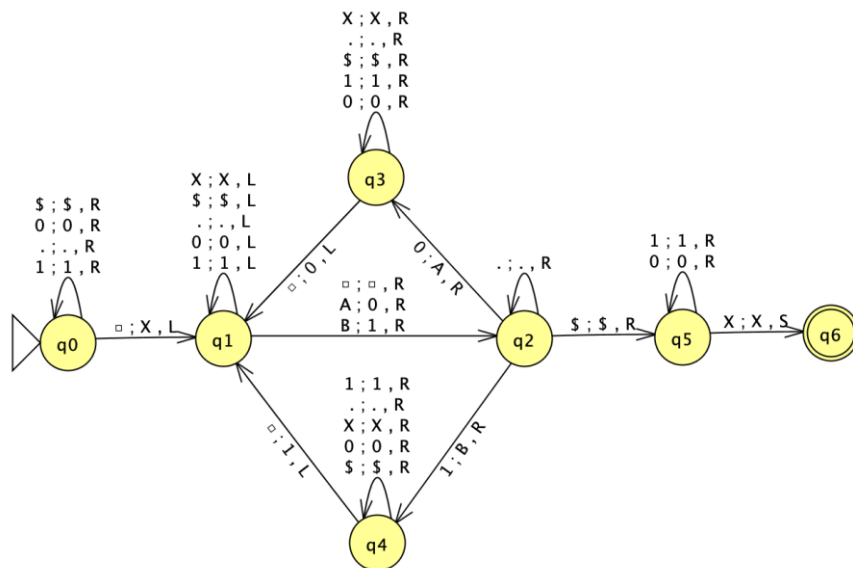 X ; X , R
. ; . , R
$ ; $ , R
1 ; 1 , R
0 ; 0 , R
q3
X ; X , L
$ ; $ , L
. ; . , L
0 ; 0 , L
1 ; 1 , L
$ ; $ , R
0 ; 0 , R
. ; . , R
1 ; 1 , R
1 ; 1 , R
0 ; 0 , R
□ ; 0 , L
0 ; A , R
. ; . , R
□ ; □ , R
A ; 0 , R
B ; 1 , R
□ ; X , L
$ ; $ , R
X ; X , S
q0
q1
q2
q5
q6
1 ; 1 , R
. ; . , R
X ; X , R
0 ; 0 , R
$ ; $ , R
□ ; 1 , L
1 ; B , R
q4